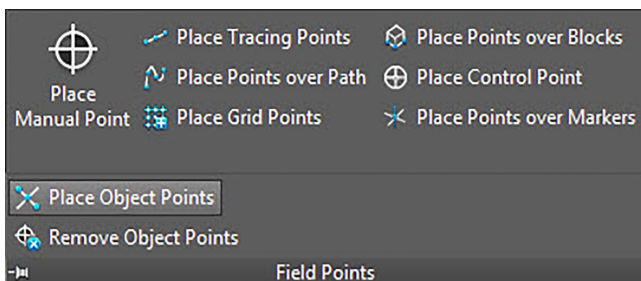 Place
Manual Point
Place Tracing Points
Place Points over Path
Place Grid Points
Place Points over Blocks
Place Control Point
Place Points over Markers
Place Object Points
Remove Object Points
Field Points